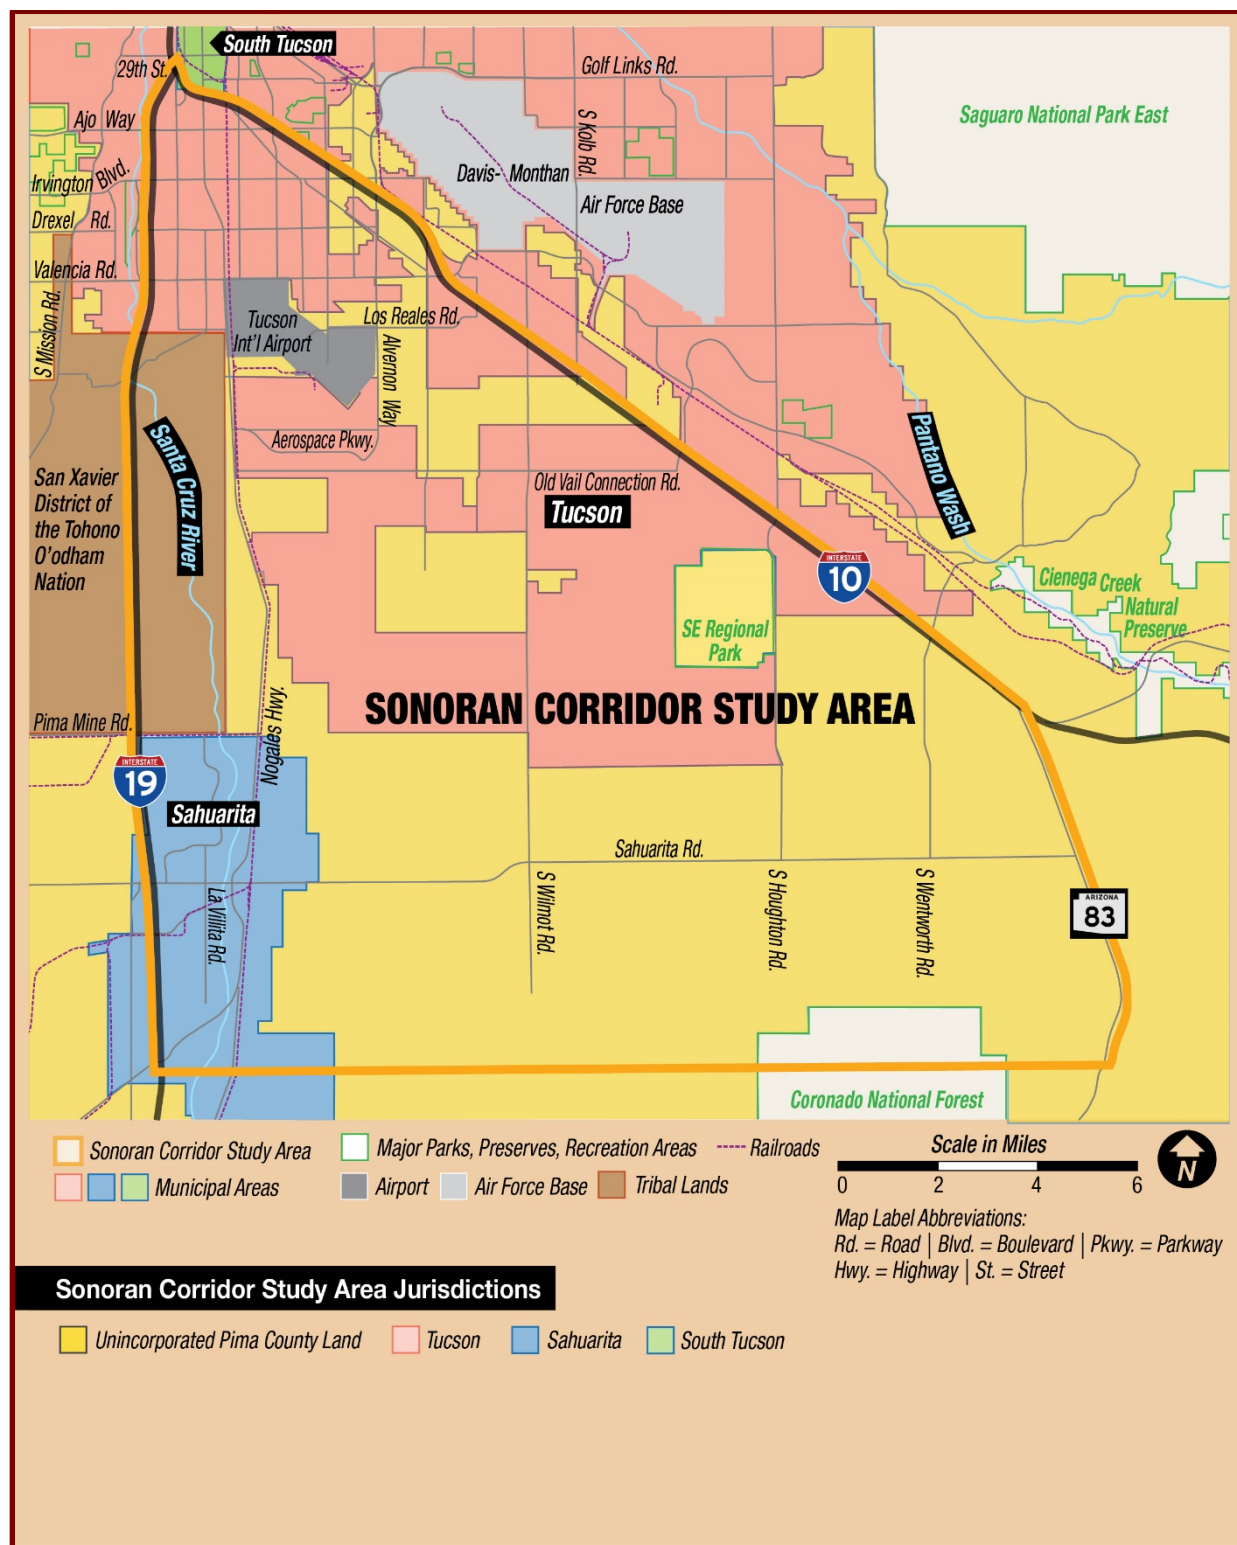 South Tucson
29th St.
Golf Links Rd.
Ajo Way
S Kolb Rd.
Saguaro National Park East
Irvington Blvd.
Davis- Monthan
Air Force Base
Drexel Rd.
Valencia Rd.
S Mission Rd.
Tucson
Int'l Airport
Los Reales Rd.
Alvernon Way
Aerospace Pkwy.
Santa Cruz River
Pantano Wash
San Xavier
District of
the Tohono
O'odham
Nation
Old Vail Connection Rd.
Tucson
INTERSTATE
10
Cienega Creek
Natural
Preserve
SE Regional
Park
SONORAN CORRIDOR STUDY AREA
Pima Mine Rd.
Nogales Hwy.
INTERSTATE
19
Sahuarita
Sahuarita Rd.
La Villita Rd.
S Wilmot Rd.
S Houghton Rd.
S Wentworth Rd.
ARIZONA
83
Coronado National Forest
Sonoran Corridor Study Area
Major Parks, Preserves, Recreation Areas
Railroads
Municipal Areas
Airport
Air Force Base
Tribal Lands
Scale in Miles
0 2 4 6
N
Map Label Abbreviations:
Rd. = Road | Blvd. = Boulevard | Pkwy. = Parkway
Hwy. = Highway | St. = Street
Sonoran Corridor Study Area Jurisdictions
Unincorporated Pima County Land
Tucson
Sahuarita
South Tucson